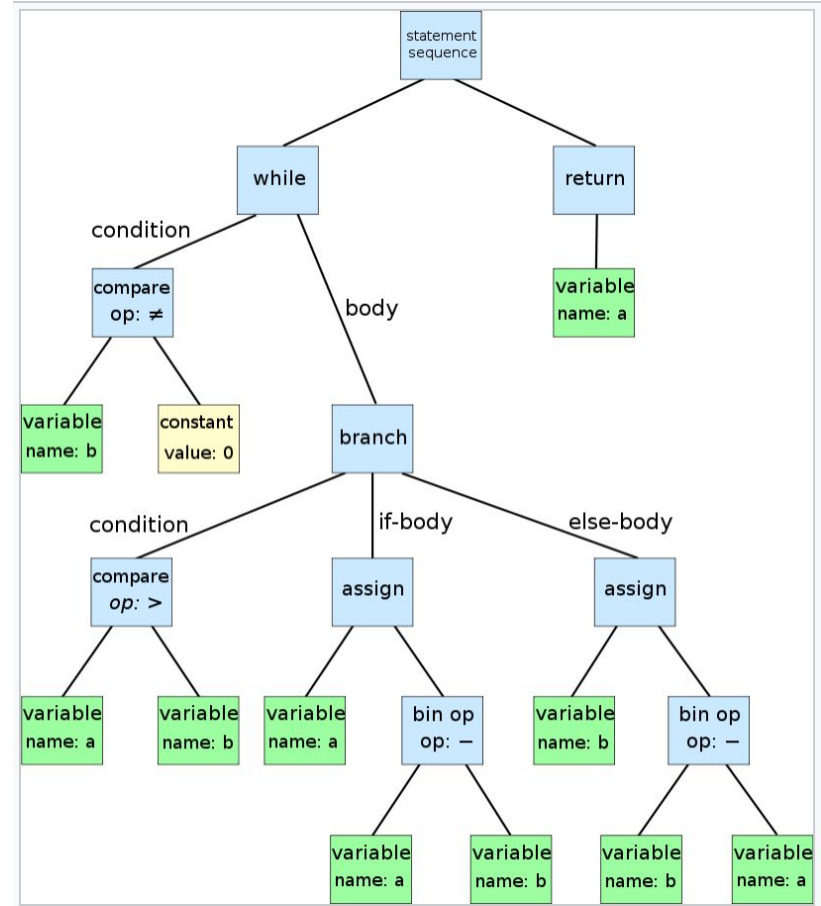 statement
sequence
while
return
condition
body
compare
op: ≠
variable
name: a
variable
name: b
constant
value: 0
branch
condition
if-body
else-body
compare
op: >
assign
assign
variable
name: a
variable
name: b
variable
name: a
bin op
op: −
variable
name: b
bin op
op: −
variable
name: a
variable
name: b
variable
name: b
variable
name: a